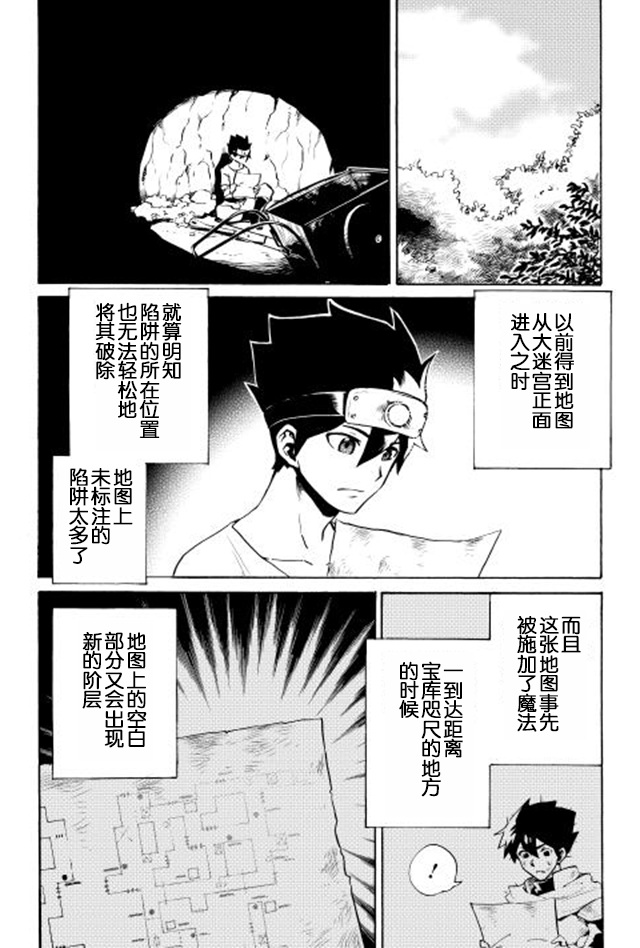 以前得到地图
从大迷宫正面
进入之时
就算明知
陷阱的所在位置
也无法轻松地
将其破除
地图上
未标注的
陷阱太多了
而且
这张地图事先
被施加了魔法
一到达距离
宝库咫尺的地方
的时候
！
地图上的空白
部分又会出现
新的阶层